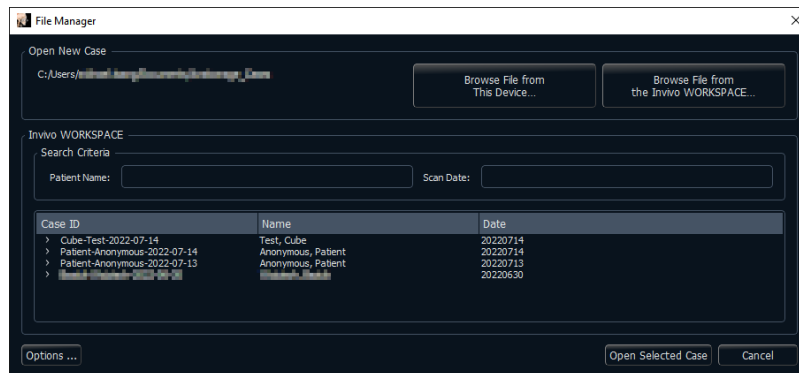 File Manager
Open New Case
C:/Users/
Browse File from
This Device...
Browse File from
the Invivo WORKSPACE...
Invivo WORKSPACE
Search Criteria
Patient Name:
Scan Date:
Case ID Name Date
Cube-Test-2022-07-14 Test, Cube 20220714
Patient-Anonymous-2022-07-14 Anonymous, Patient 20220714
Patient-Anonymous-2022-07-13 Anonymous, Patient 20220713
20220630
Options ...
Open Selected Case
Cancel